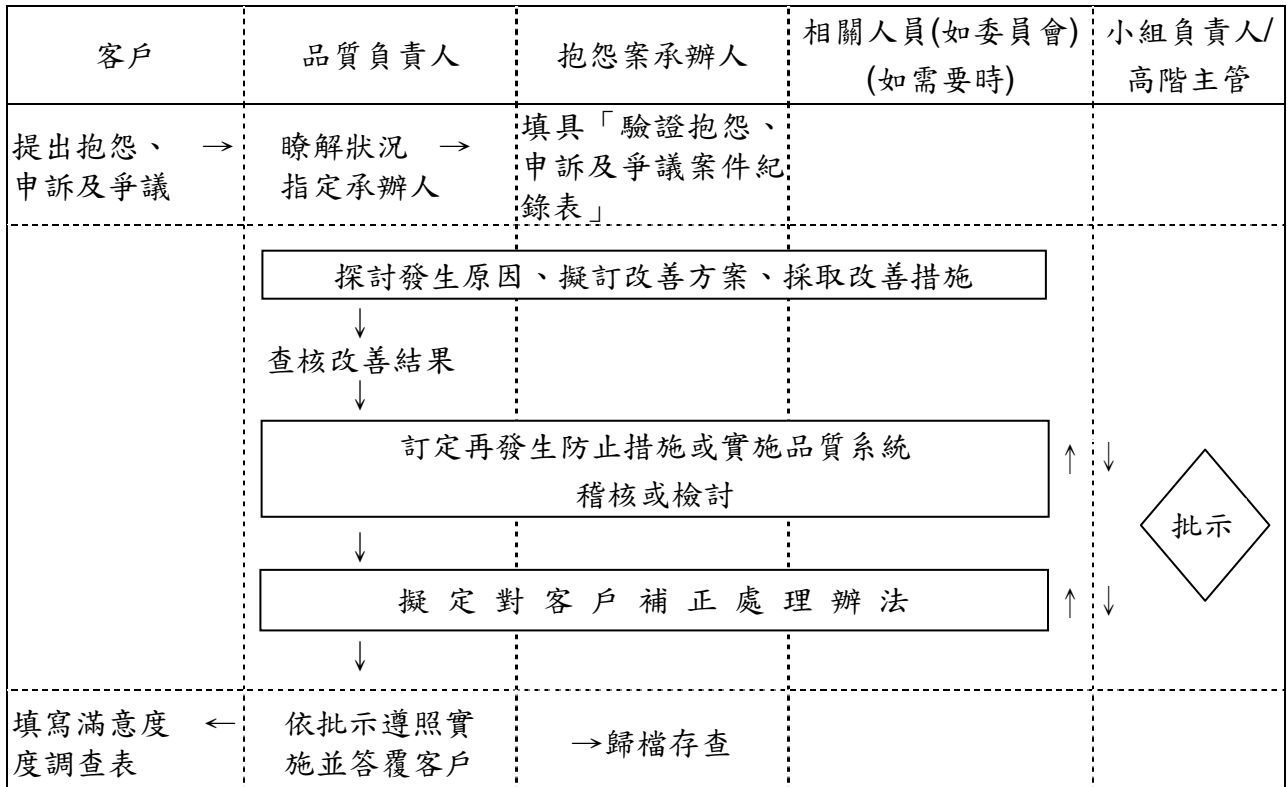 客戶
品質負責人
抱怨案承辦人
相關人員(如委員會)
(如需要時)
小組負責人/
高階主管
提出抱怨、 →
申訴及爭議
瞭解狀況 →
指定承辦人
填具「驗證抱怨、
申訴及爭議案件紀
錄表」
探討發生原因、擬訂改善方案、採取改善措施
↓
查核改善結果
↓
訂定再發生防止措施或實施品質系統
稽核或檢討
↑ ↓
批示
↓
擬定對客戶補正處理辦法
↑ ↓
↓
填寫滿意度 ←
度調查表
依批示遵照實
施並答覆客戶
→歸檔存查